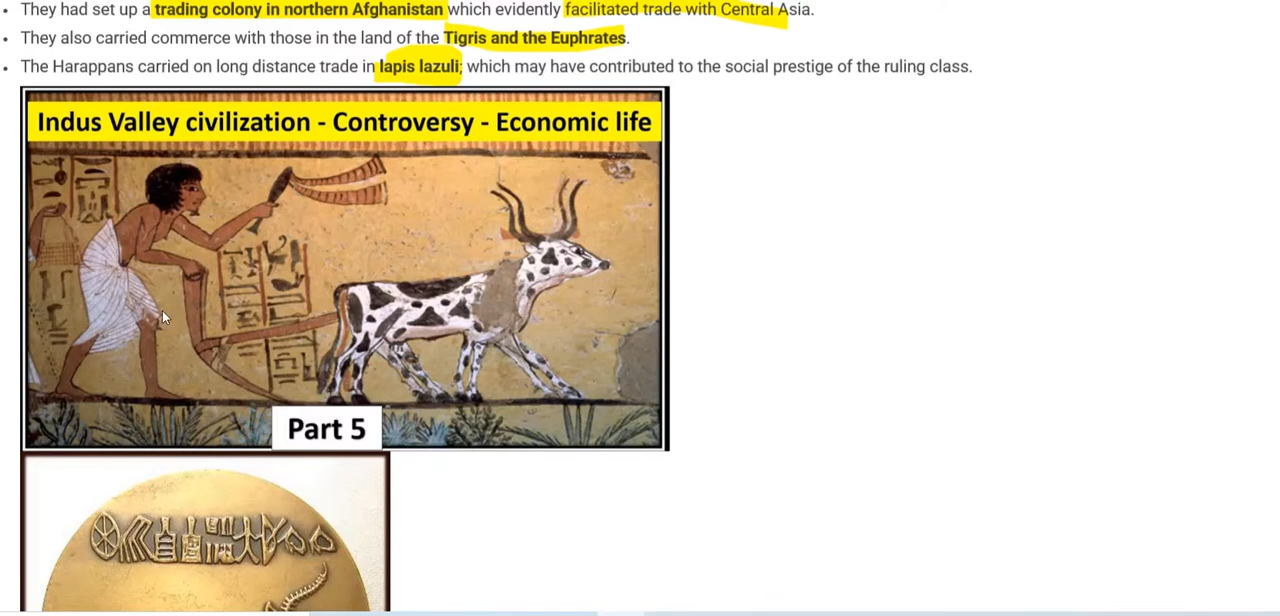 • They had set up a trading colony in northern Afghanistan which evidently facilitated trade with Central Asia.
• They also carried commerce with those in the land of the Tigris and the Euphrates.
• The Harappans carried on long distance trade in lapis lazuli; which may have contributed to the social prestige of the ruling class.
Indus Valley civilization - Controversy - Economic life
Part 5